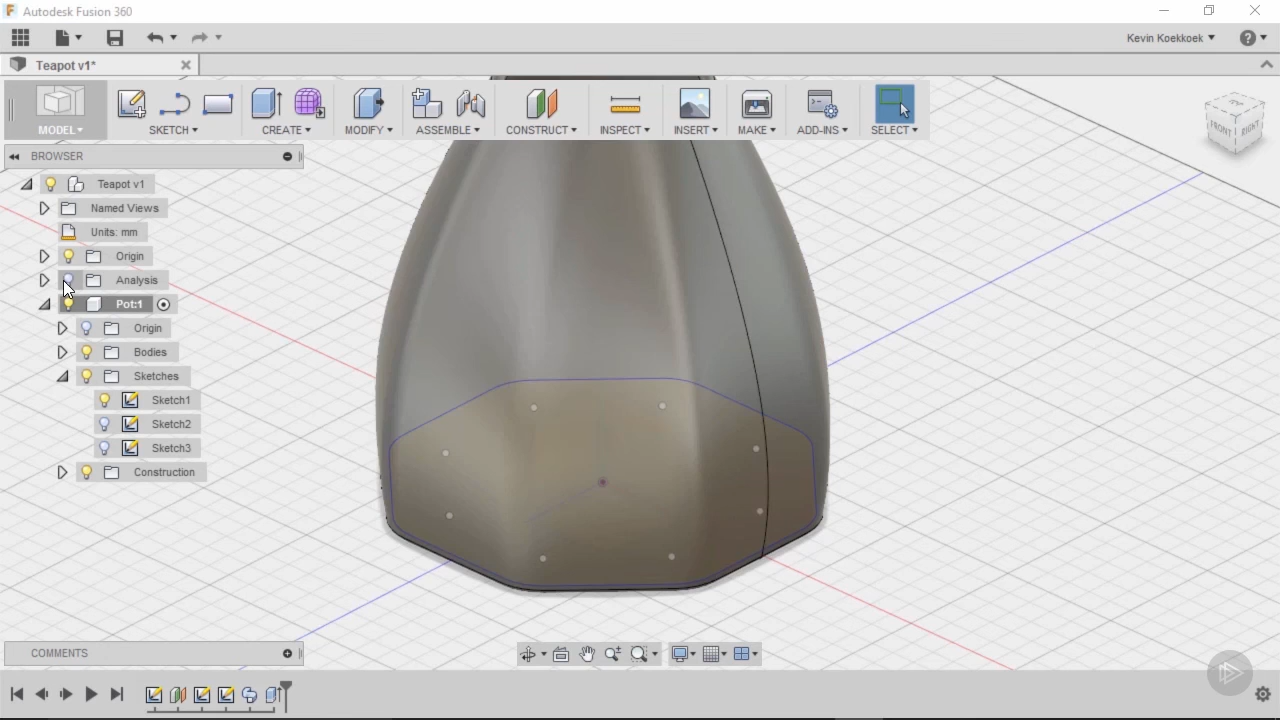 Autodesk Fusion 360
Kevin Koekkoek
Teapot v1*
MODEL
SKETCH
CREATE
MODIFY
ASSEMBLE
CONSTRUCT
INSPECT
INSERT
MAKE
ADD-INS
SELECT
FRONT
RIGHT
BROWSER
Teapot v1
Named Views
Units: mm
Origin
Analysis
Pot:1
Origin
Bodies
Sketches
Sketch1
Sketch2
Sketch3
Construction
COMMENTS